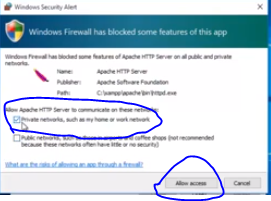 Windows Security Alert
Windows Firewall has blocked some features of this app
Windows Firewall has blocked some features of Apache HTTP Server on all public and private
networks.
Name: Apache HTTP Server
Publisher: Apache Software Foundation
Path: C:\xampp\apache\bin\httpd.exe
Allow Apache HTTP Server to communicate on these networks:
Private networks, such as my home or work network
Public networks, such as those in airports and coffee shops (not recommended
because these networks often have little or no security)
What are the risks of allowing an app through a firewall?
Allow access
Cancel